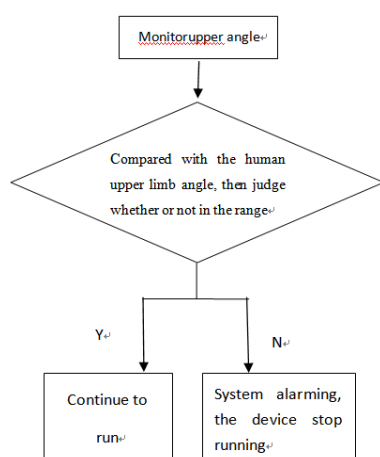 Monitorupper angle
Compared with the human
upper limb angle, then judge
whether or not in the range
Y
N
Continue to
run
System alarming,
the device stop
running